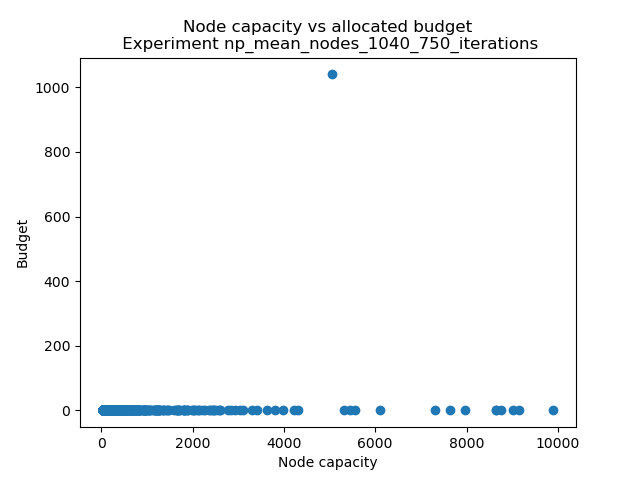 Node capacity vs allocated budget
Experiment np_mean_nodes_1040_750_iterations
1000
800
600
400
200
0
Budget
0 2000 4000 6000 8000 10000
Node capacity